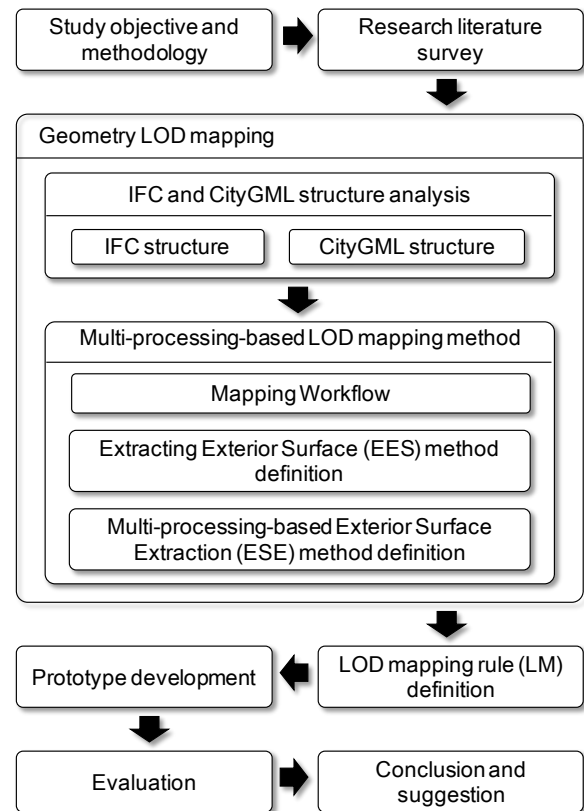 Study objective and
methodology
Research literature
survey
Geometry LOD mapping
IFC and CityGML structure analysis
IFC structure
CityGML structure
Multi-processing-based LOD mapping method
Mapping Workflow
Extracting Exterior Surface (EES) method
definition
Multi-processing-based Exterior Surface
Extraction (ESE) method definition
LOD mapping rule (LM)
definition
Prototype development
Evaluation
Conclusion and
suggestion